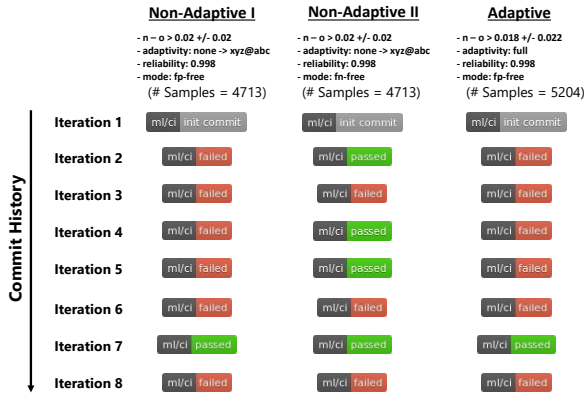 Non-Adaptive I Non-Adaptive II Adaptive
- n – o > 0.02 +/- 0.02 - n – o > 0.02 +/- 0.02 - n – o > 0.018 +/- 0.022
- adaptivity: none -> xyz@abc - adaptivity: none -> xyz@abc - adaptivity: full
- reliability: 0.998 - reliability: 0.998 - reliability: 0.998
- mode: fp-free - mode: fn-free - mode: fp-free
(# Samples = 4713) (# Samples = 4713) (# Samples = 5204)
Commit History
Iteration 1 ml/ci init commit ml/ci init commit ml/ci init commit
Iteration 2 ml/ci failed ml/ci passed ml/ci failed
Iteration 3 ml/ci failed ml/ci failed ml/ci failed
Iteration 4 ml/ci failed ml/ci passed ml/ci failed
Iteration 5 ml/ci failed ml/ci passed ml/ci failed
Iteration 6 ml/ci failed ml/ci failed ml/ci failed
Iteration 7 ml/ci passed ml/ci passed ml/ci passed
Iteration 8 ml/ci failed ml/ci failed ml/ci failed